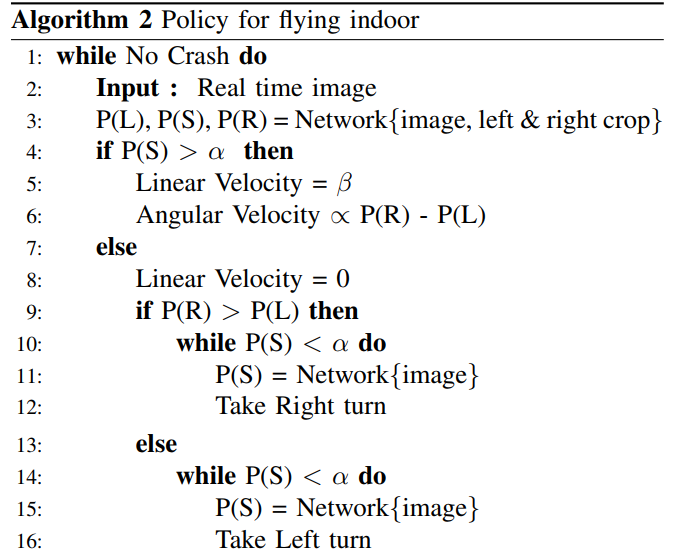 Algorithm 2 Policy for flying indoor
1: while No Crash do
2: Input : Real time image
3: P(L), P(S), P(R) = Network{image, left & right crop}
4: if P(S) > α then
5: Linear Velocity = β
6: Angular Velocity ∝ P(R) - P(L)
7: else
8: Linear Velocity = 0
9: if P(R) > P(L) then
10: while P(S) < α do
11: P(S) = Network{image}
12: Take Right turn
13: else
14: while P(S) < α do
15: P(S) = Network{image}
16: Take Left turn